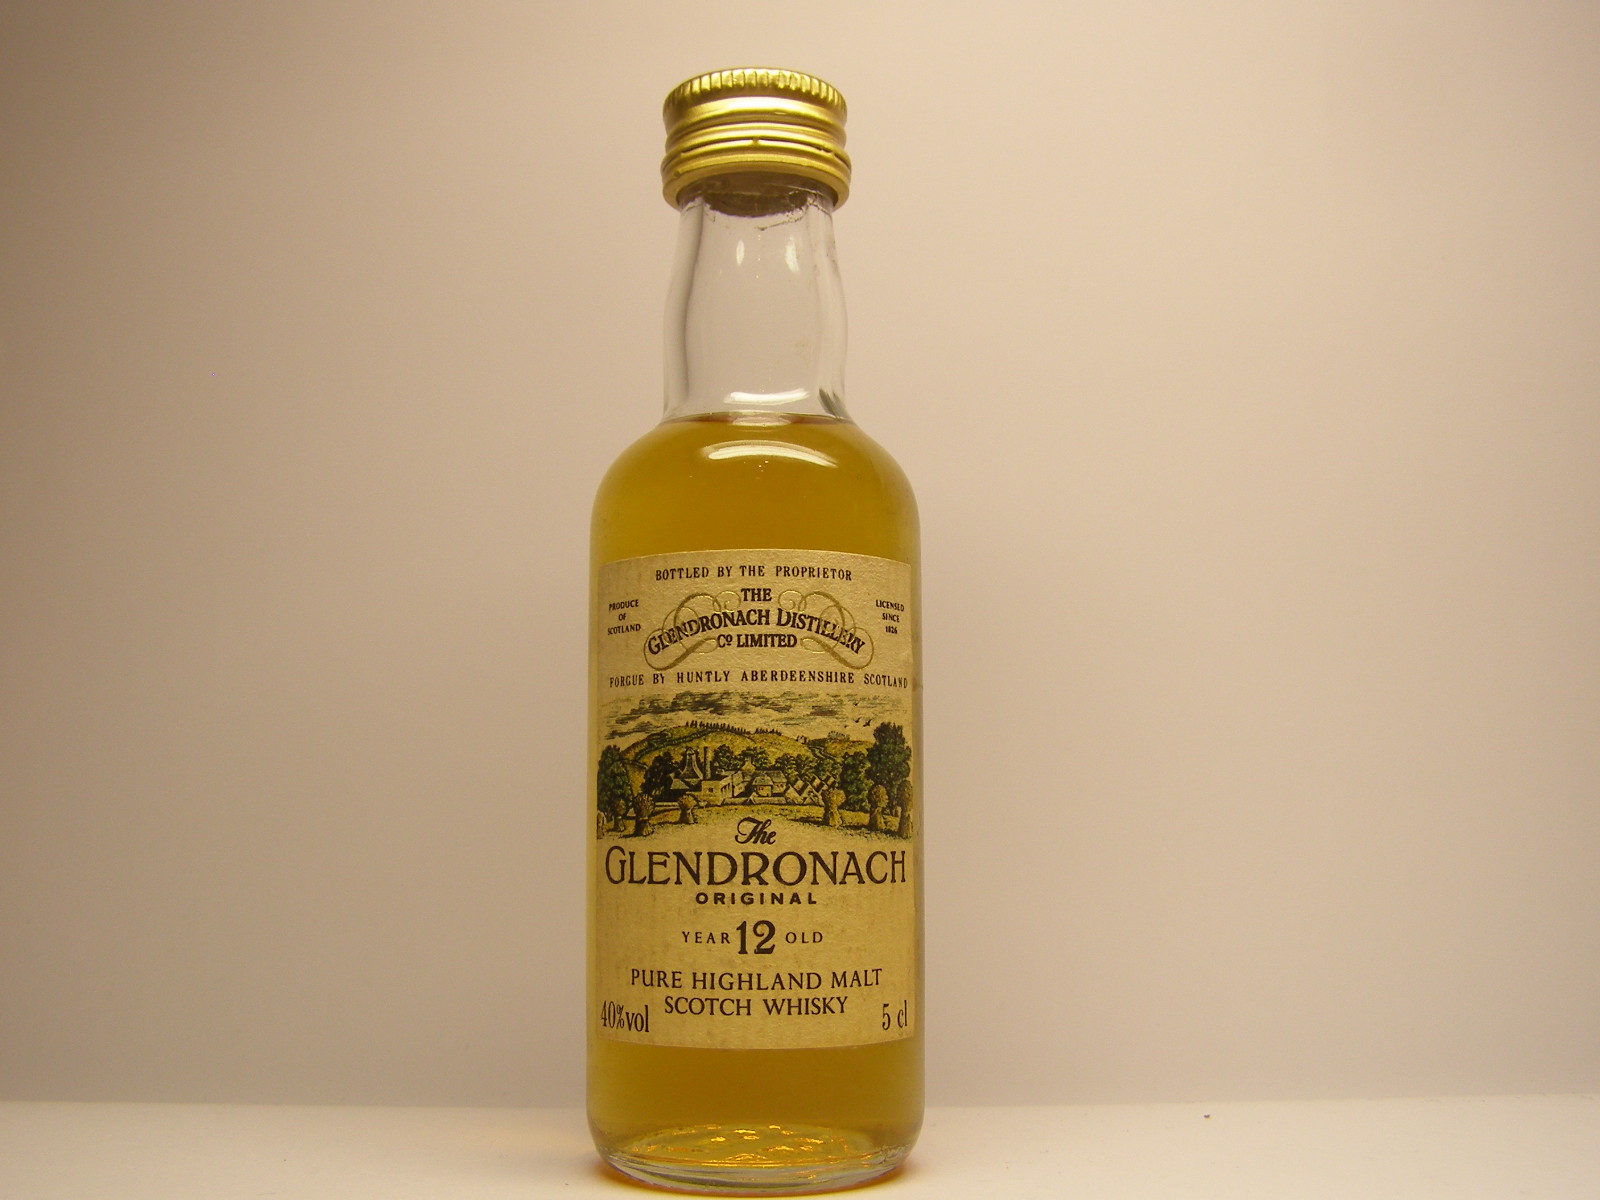 BOTTLED BY THE PROPRIETOR
PRODUCE
OF
SCOTLAND
THE
GLENDRONACH DISTILLERY
Cº LIMITED
LICENSED
SINCE
1826
FORGUE BY HUNTLY ABERDEENSHIRE SCOTLAND
The
GLENDRONACH
ORIGINAL
YEAR 12 OLD
PURE HIGHLAND MALT
SCOTCH WHISKY
40%vol
5 cl